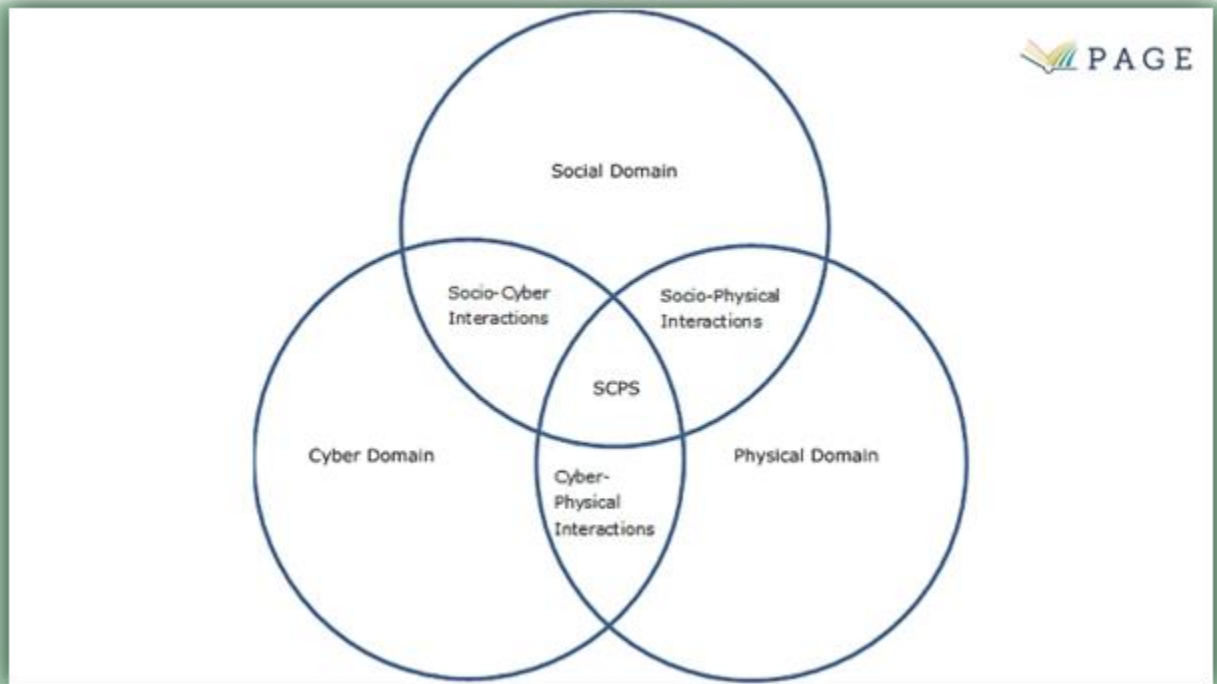 PAGE
Social Domain
Socio-Cyber
Interactions
Socio-Physical
Interactions
SCPS
Cyber Domain
Physical Domain
Cyber-
Physical
Interactions